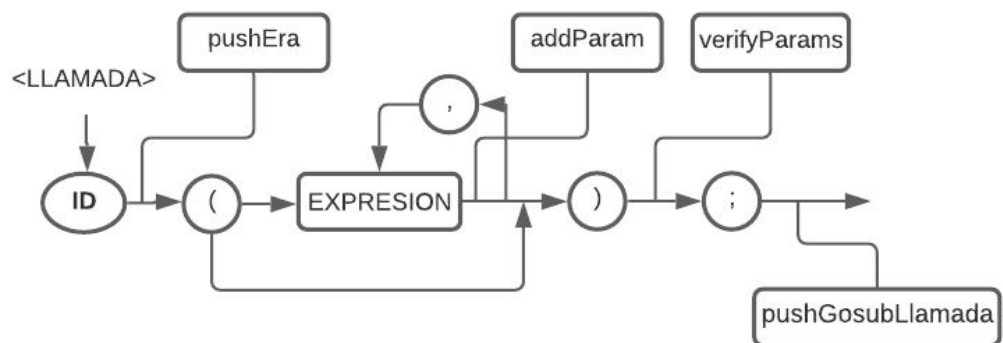 pushEra
addParam
verifyParams
<LLAMADA>
,
ID
(
EXPRESION
)
;
pushGosubLlamada